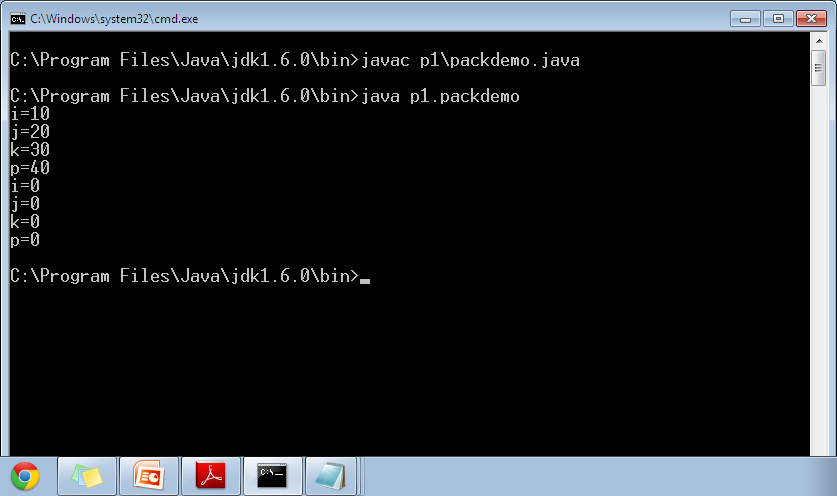 C:\Windows\system32\cmd.exe
C:\Program Files\Java\jdk1.6.0\bin>javac p1\packdemo.java
C:\Program Files\Java\jdk1.6.0\bin>java p1.packdemo
i=10
j=20
k=30
p=40
i=0
j=0
k=0
p=0
C:\Program Files\Java\jdk1.6.0\bin>